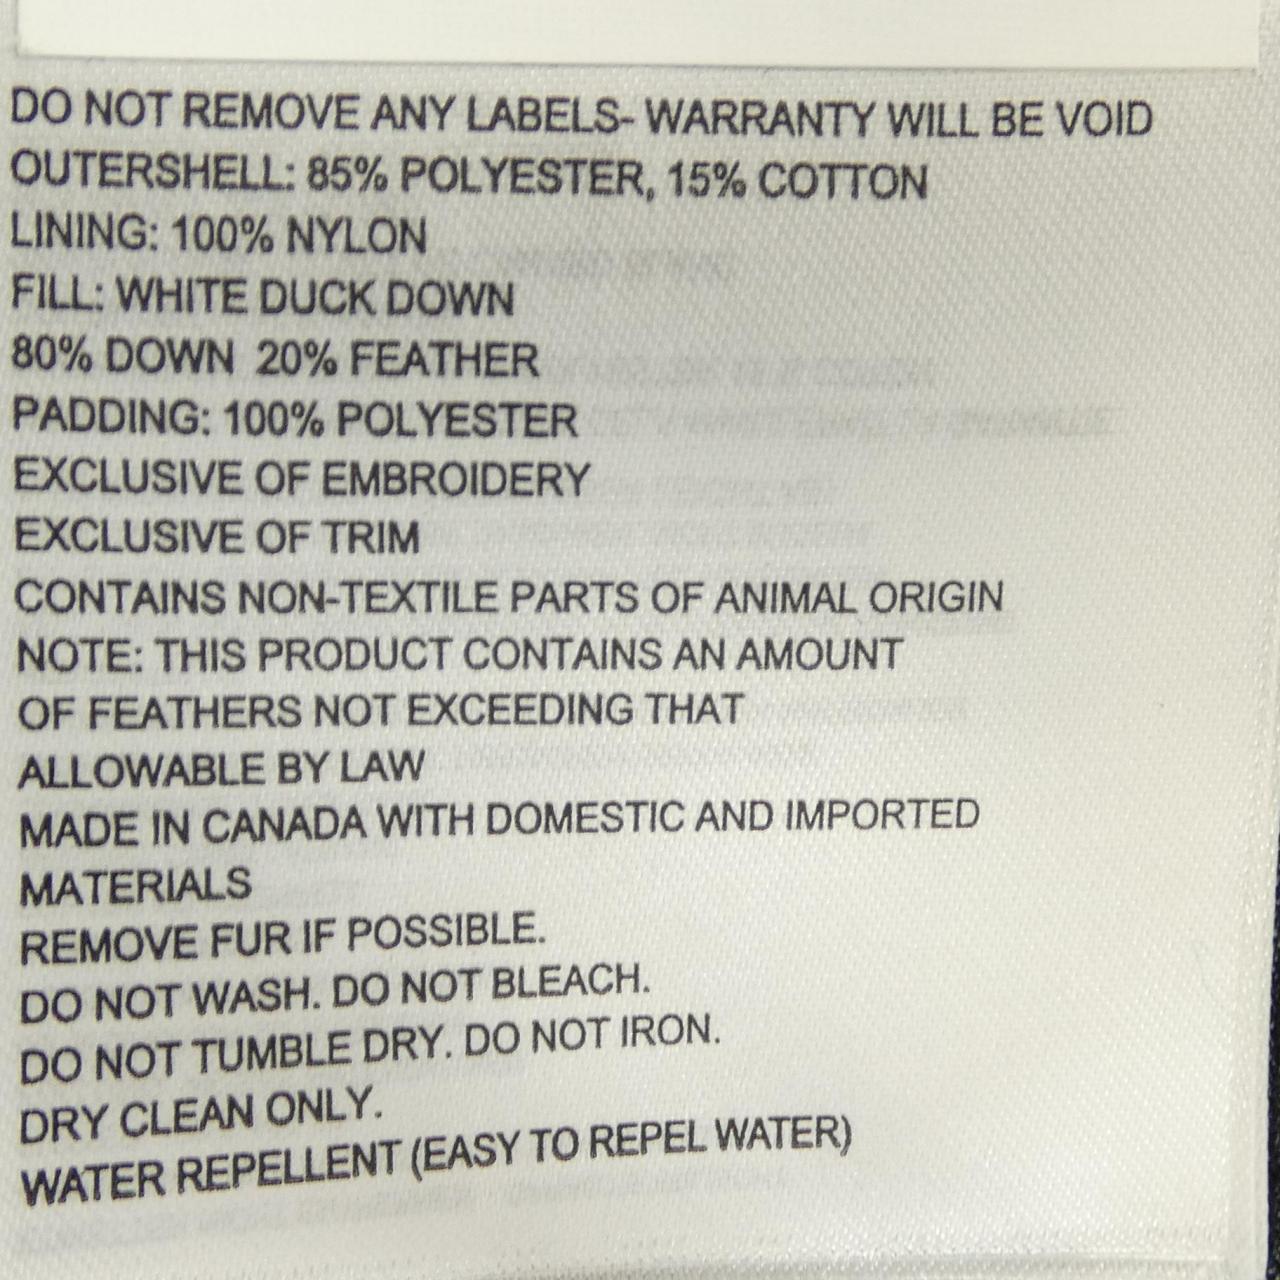 DO NOT REMOVE ANY LABELS- WARRANTY WILL BE VOID
OUTERSHELL: 85% POLYESTER, 15% COTTON
LINING: 100% NYLON
FILL: WHITE DUCK DOWN
80% DOWN 20% FEATHER
PADDING: 100% POLYESTER
EXCLUSIVE OF EMBROIDERY
EXCLUSIVE OF TRIM
CONTAINS NON-TEXTILE PARTS OF ANIMAL ORIGIN
NOTE: THIS PRODUCT CONTAINS AN AMOUNT
OF FEATHERS NOT EXCEEDING THAT
ALLOWABLE BY LAW
MADE IN CANADA WITH DOMESTIC AND IMPORTED
MATERIALS
REMOVE FUR IF POSSIBLE.
DO NOT WASH. DO NOT BLEACH.
DO NOT TUMBLE DRY. DO NOT IRON.
DRY CLEAN ONLY.
WATER REPELLENT (EASY TO REPEL WATER)